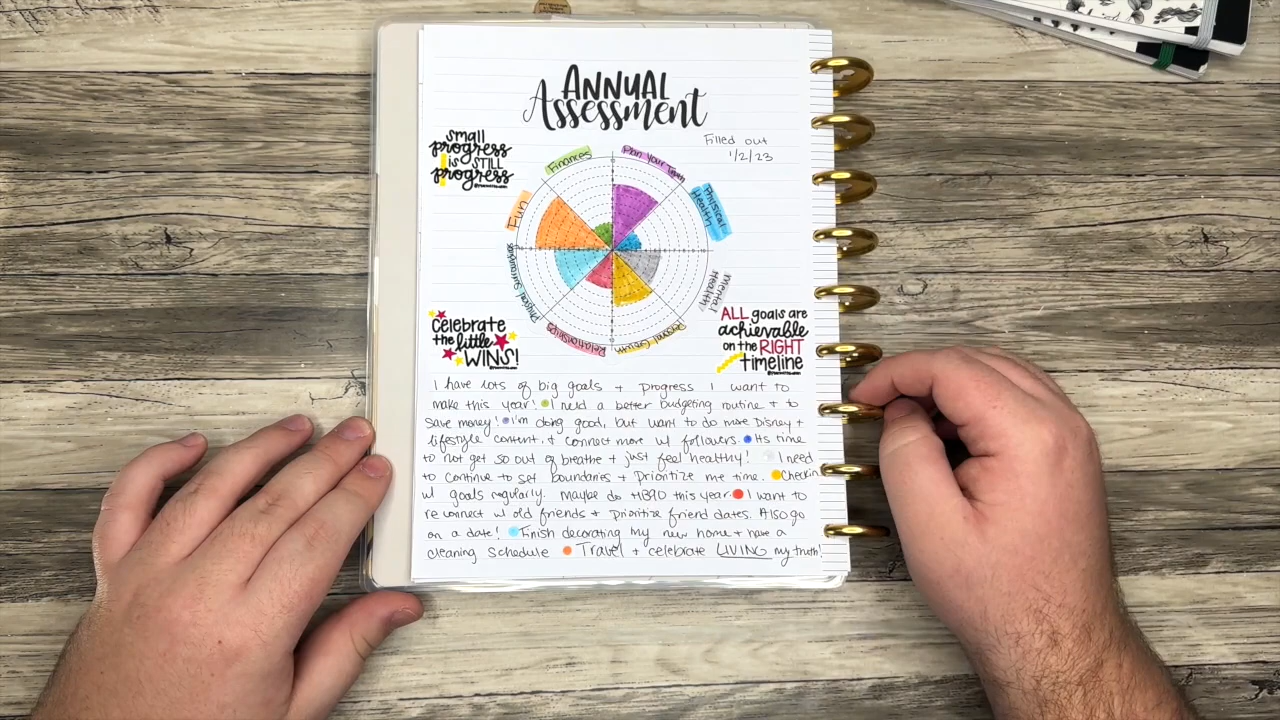 ANNUAL
Assessment
Filled out
1/2/23
small
progress
is STILL
progress
Finances
Plan Your Truth
Physical
Health
Mental
Health
Personal Growth
Relationships
Physical Surroundings
Fun
Celebrate
the little
WINS!
ALL goals are
achievable
on the RIGHT
timeline
I have lots of big goals + progress I want to
make this year! I need a better budgeting routine + to
save money! I'm doing good, but want to do more Disney +
lifestyle content, + connect more w/ followers. Its time
to not get so out of breathe + just feel healthy! I need
to continue to set boundaries + prioritize me time. Checkin
w/ goals regularly. Maybe do this year. I want to
reconnect w/ old friends + prioritize friend dates. Also go
on a date! Finish decorating my new home + have a
cleaning schedule Travel + celebrate LIVING my truth!